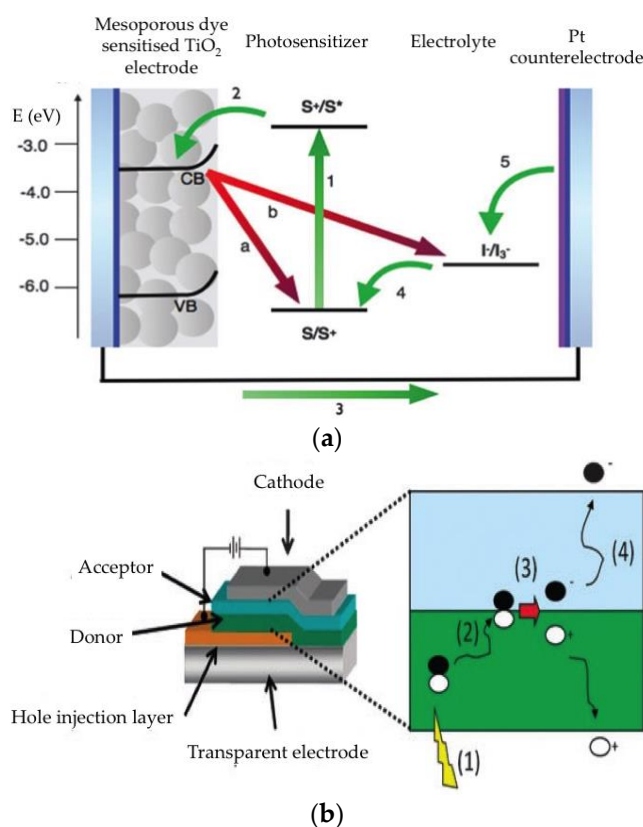 (a)
Mesoporous dye
sensitised TiO2
electrode
Photosensitizer
Electrolyte
Pt
counterelectrode
E (eV)
-3.0
-4.0
-5.0
-6.0
2
S+/S*
CB
1
5
b
a
I-/I3-
4
VB
S/S+
3
(a)
(b)
Cathode
Acceptor
Donor
Hole injection layer
Transparent electrode
-
(4)
(3)
-
(2)
+
(1)
+
(b)